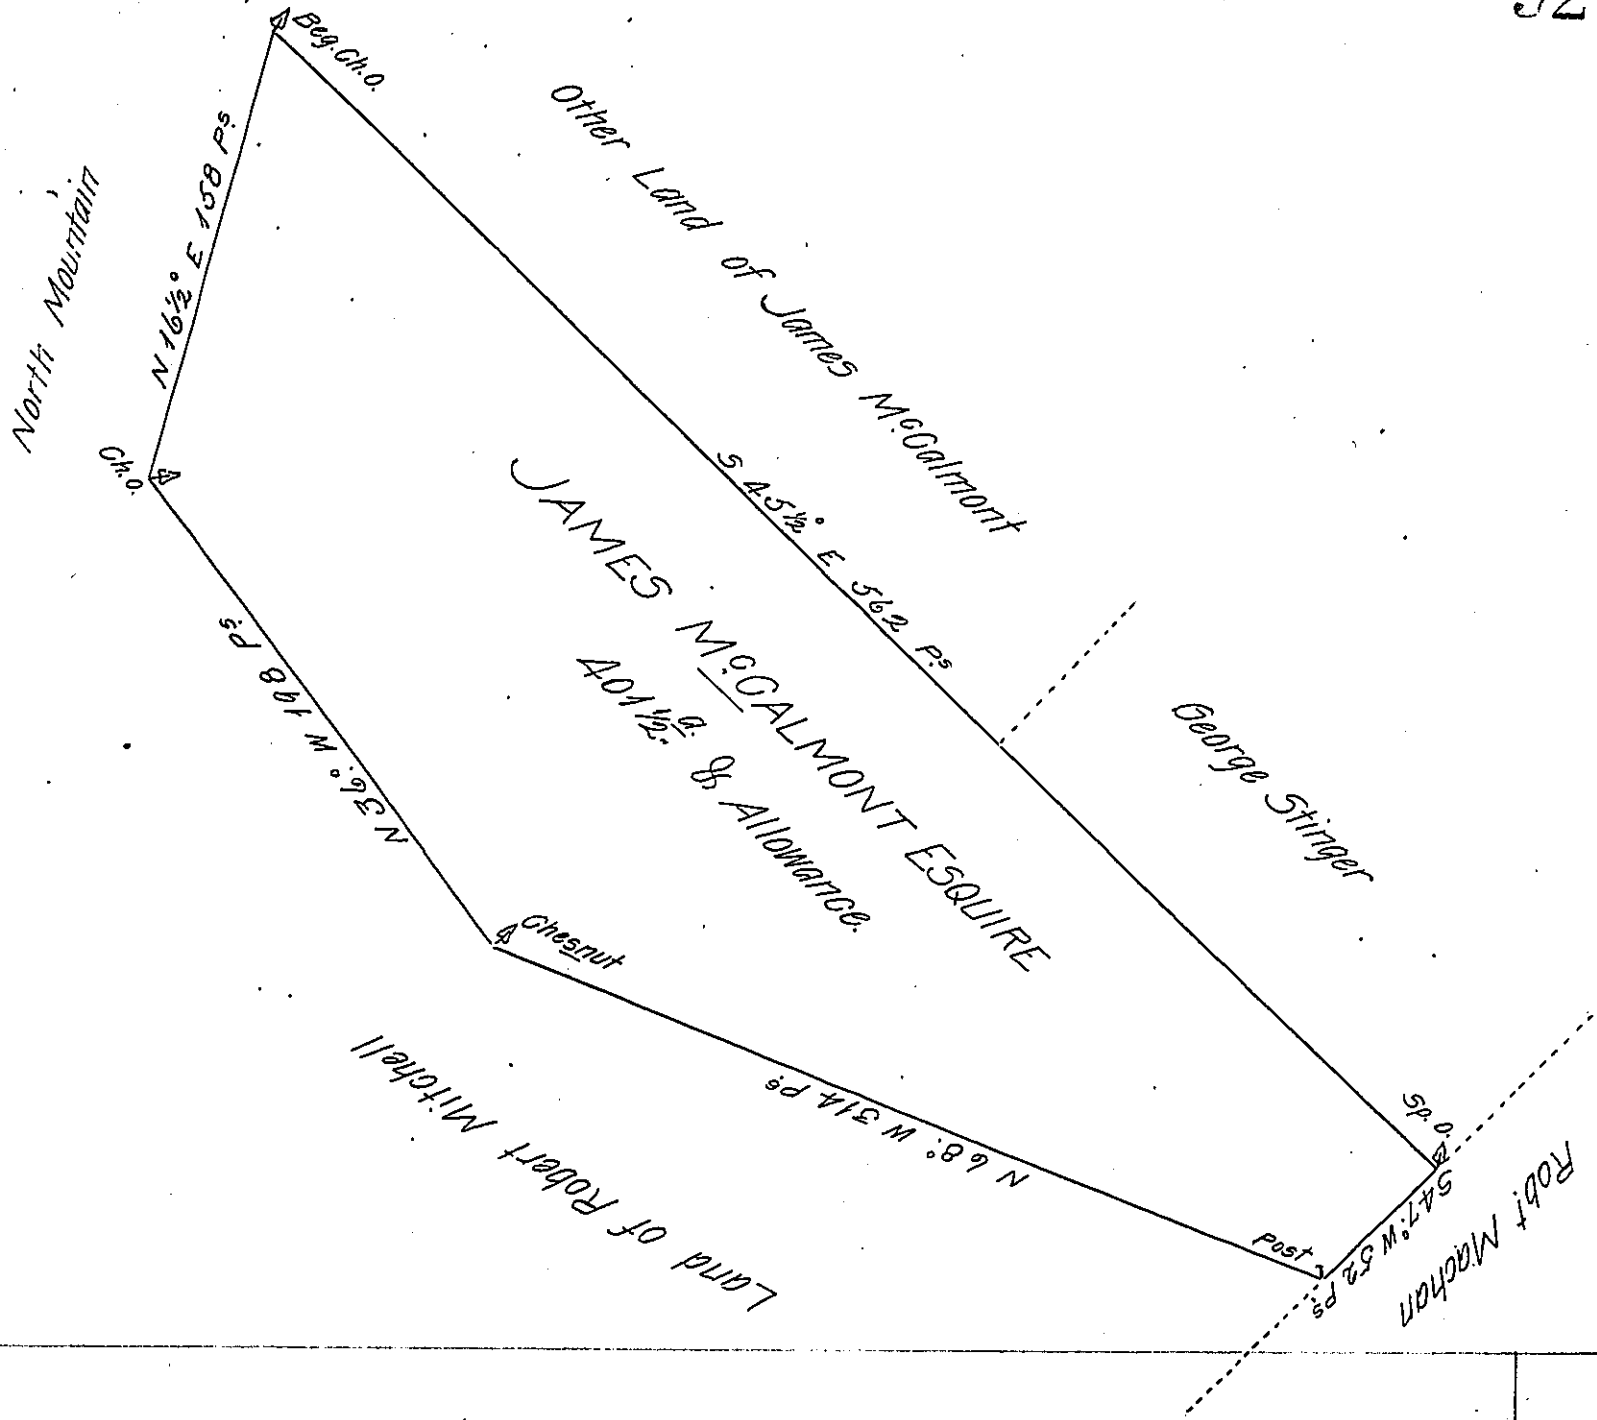 Beg. Ch. O.
Other Land of James McCalmont
N 16½° E 158 Ps.
North Mountain
Ch. O.
S 45½° E 562 Ps
JAMES McCALMONT ESQUIRE
401½ a. & Allowance.
George Stinger
N 36.° W 198 Ps
Chesnut
N 68.° W 314 Ps
Land of Robert Mitchell
Sp. O.
S 47.° W 52 Ps
Post
Robt Machan